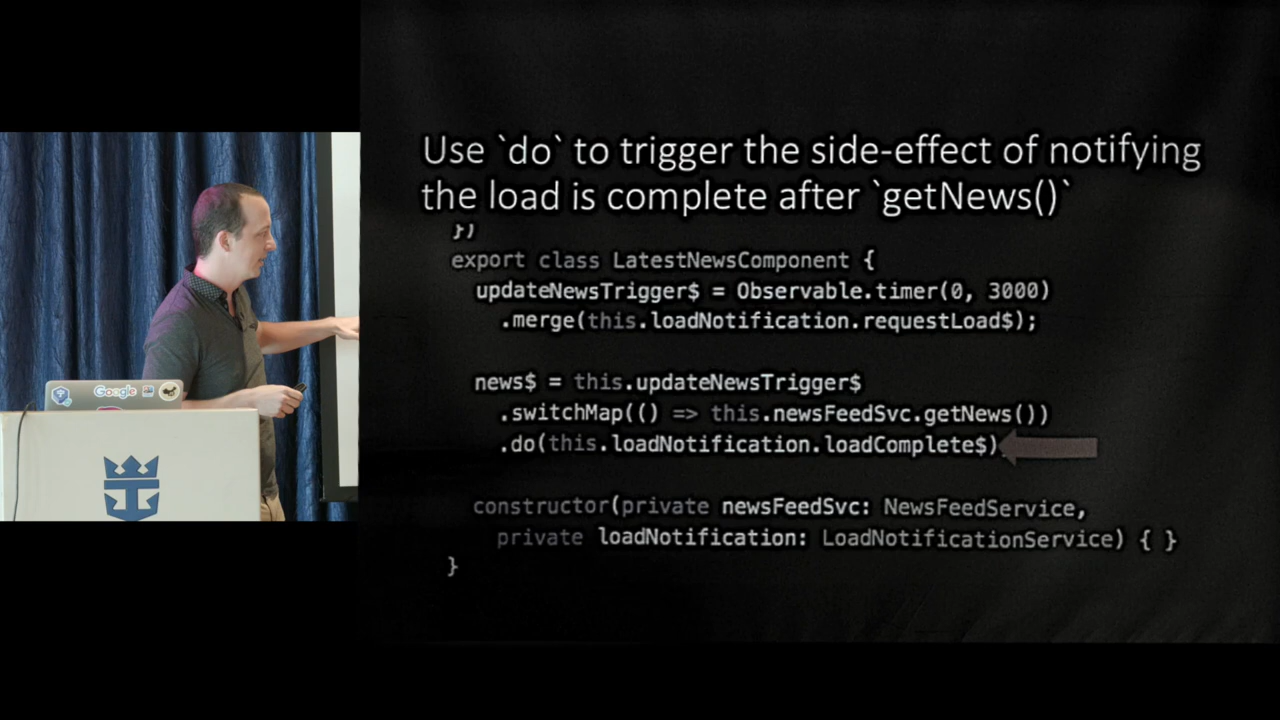 Use `do` to trigger the side-effect of notifying
the load is complete after `getNews()`
})
export class LatestNewsComponent {
updateNewsTrigger$ = Observable.timer(0, 3000)
.merge(this.loadNotification.requestLoad$);
news$ = this.updateNewsTrigger$
.switchMap(() => this.newsFeedSvc.getNews())
.do(this.loadNotification.loadComplete$)
constructor(private newsFeedSvc: NewsFeedService,
private loadNotification: LoadNotificationService) { }
}
Google